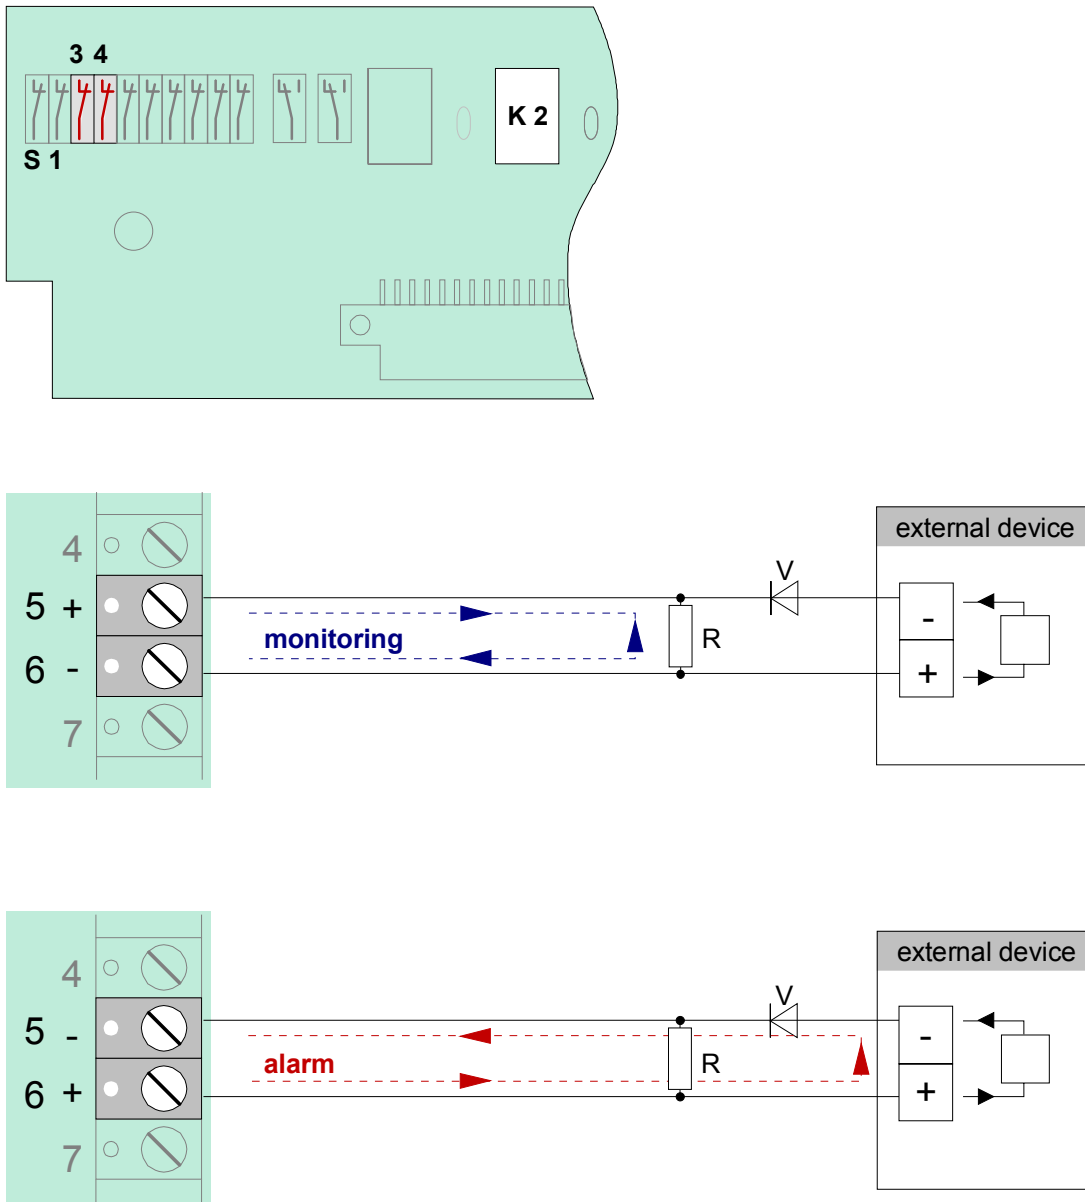 3 4
K 2
S 1
4
external device
V
5 +
-
monitoring
R
6 -
+
7
4
external device
V
5 -
-
alarm
R
6 +
+
7